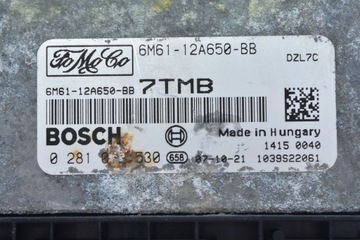 FoMoCo 6M61-12A650-BB DZL7C
6M61-12A650-BB 7TMB
BOSCH Made in Hungary
1415 0040
0 281 530 656 07-10-21 1039S22061